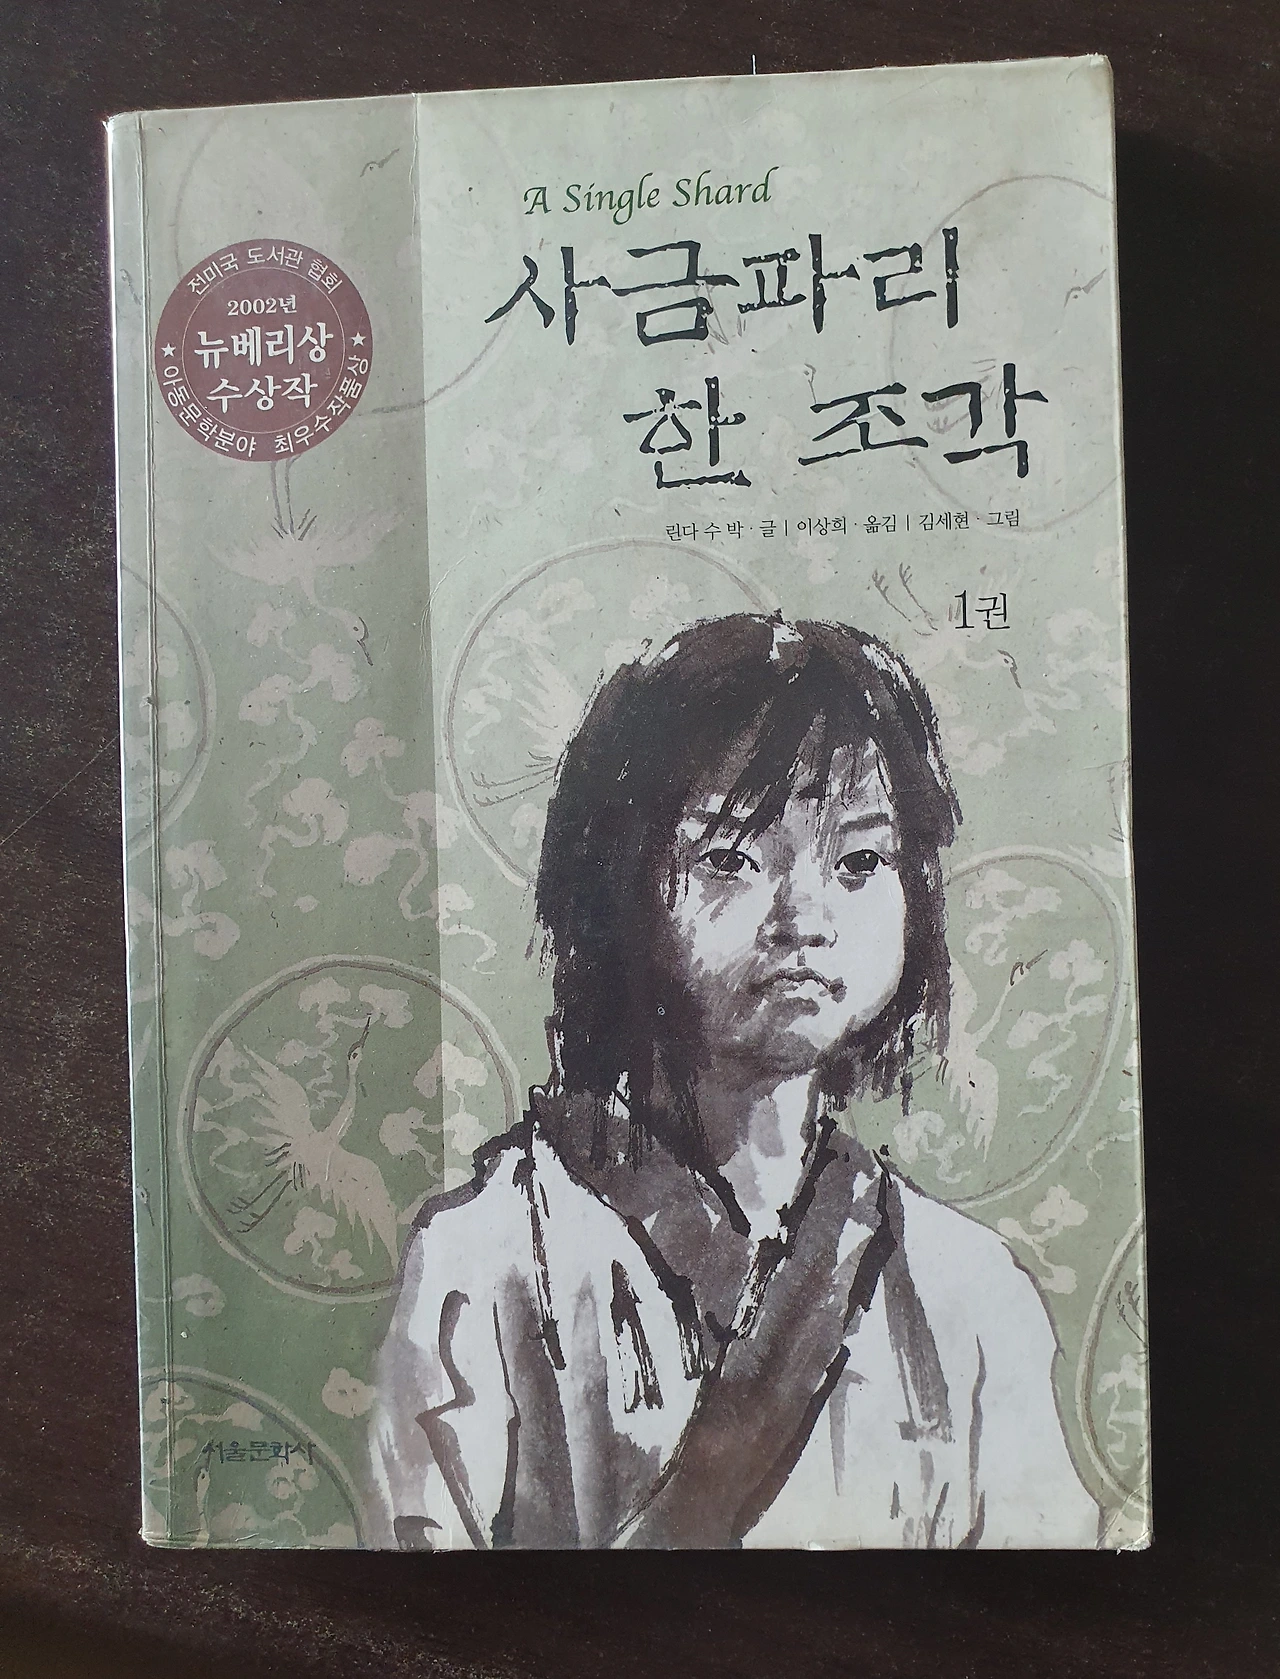 A Single Shard
사금파리
한 조각
린다 수 박 · 글 | 이상희 · 옮김 | 김세현 · 그림
1권
전미국 도서관 협회
2002년
뉴베리상
수상작
★ 아동문학분야 최우수작품상 ★
서울문화사